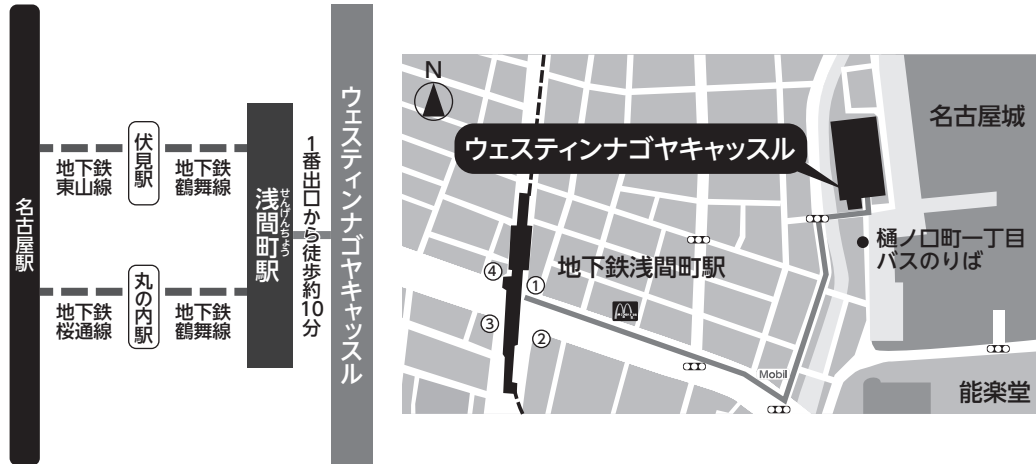 名古屋駅
地下鉄
東山線
伏見駅
地下鉄
鶴舞線
地下鉄
桜通線
丸の内駅
地下鉄
鶴舞線
浅間町駅
せんげんちょう
1番出口から徒歩約10分
ウェスティンナゴヤキャッスル
N
名古屋城
ウェスティンナゴヤキャッスル
樋ノ口町一丁目
バスのりば
地下鉄浅間町駅
④
①
③
②
Mobil
能楽堂